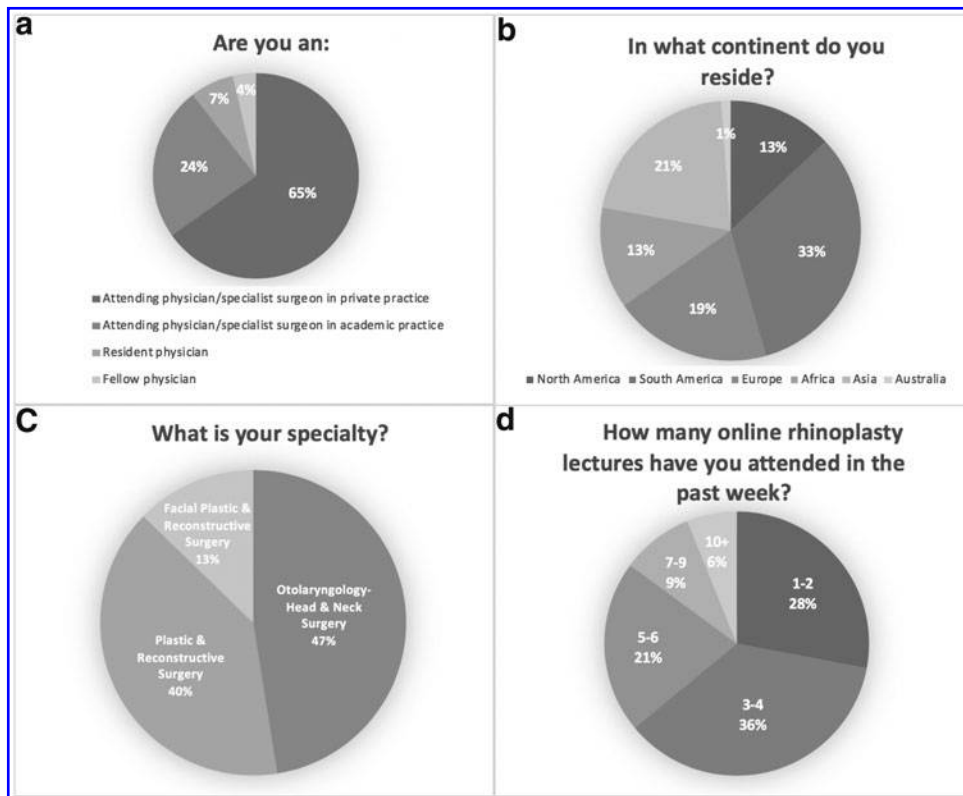 a
Are you an:
4%
7%
24%
65%
Attending physician/specialist surgeon in private practice
Attending physician/specialist surgeon in academic practice
Resident physician
Fellow physician
b
In what continent do you
reside?
1%
13%
21%
33%
13%
19%
North America South America Europe Africa Asia Australia
C
What is your specialty?
Facial Plastic &
Reconstructive
Surgery
13%
Otolaryngology-
Head & Neck
Surgery
47%
Plastic &
Reconstructive
Surgery
40%
d
How many online rhinoplasty
lectures have you attended in the
past week?
10+
6%
7-9
9%
1-2
28%
5-6
21%
3-4
36%